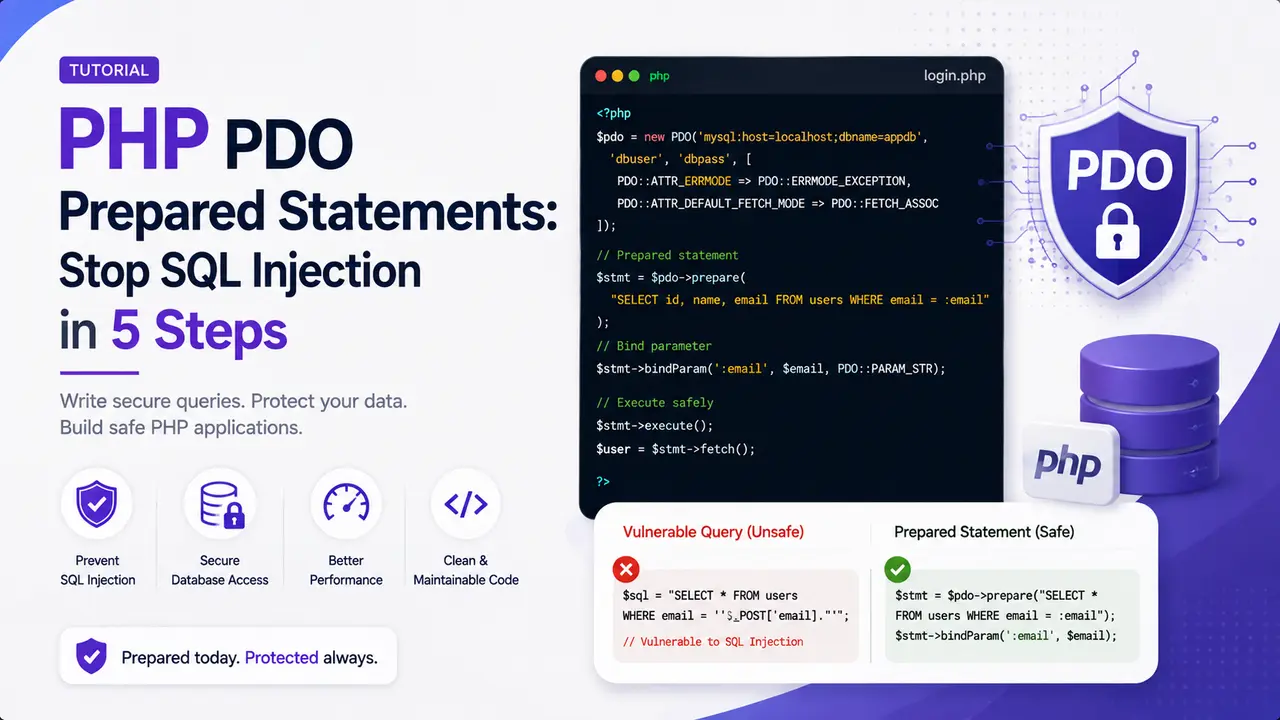 TUTORIAL
PHP PDO
Prepared Statements:
Stop SQL Injection
in 5 Steps
Write secure queries. Protect your data.
Build safe PHP applications.
Prevent
SQL Injection
Secure
Database Access
Better
Performance
Clean &
Maintainable Code
Prepared today. Protected always.
php
login.php
<?php
$pdo = new PDO('mysql:host=localhost;dbname=appdb',
'dbuser', 'dbpass', [
PDO::ATTR_ERRMODE => PDO::ERRMODE_EXCEPTION,
PDO::ATTR_DEFAULT_FETCH_MODE => PDO::FETCH_ASSOC
]);
// Prepared statement
$stmt = $pdo->prepare(
"SELECT id, name, email FROM users WHERE email = :email"
);
// Bind parameter
$stmt->bindParam(':email', $email, PDO::PARAM_STR);
// Execute safely
$stmt->execute();
$user = $stmt->fetch();
?>
PDO
php
Vulnerable Query (Unsafe)
$sql = "SELECT * FROM users
WHERE email = ''$_POST['email]."'";
// Vulnerable to SQL Injection
Prepared Statement (Safe)
$stmt = $pdo->prepare("SELECT *
FROM users WHERE email = :email");
$stmt->bindParam(':email', $email);